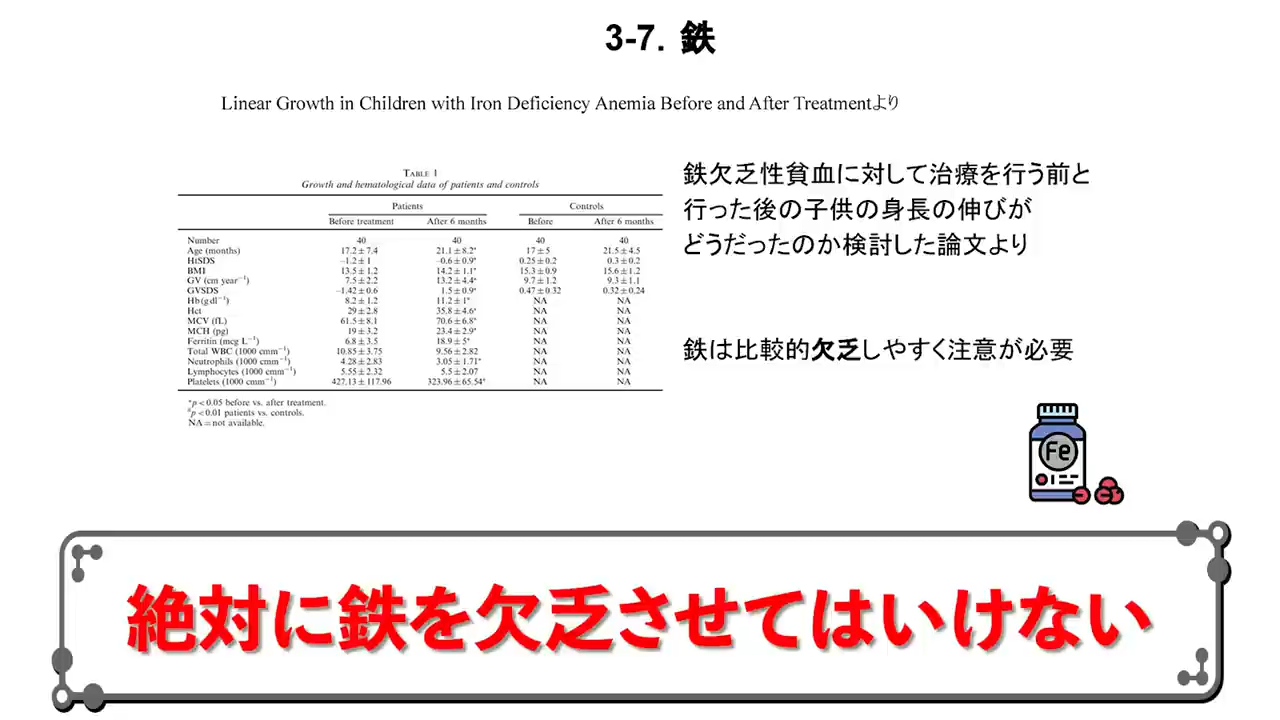 3-7. 鉄
Linear Growth in Children with Iron Deficiency Anemia Before and After Treatmentより
TABLE 1
Growth and hematological data of patients and controls
Patients Controls
Before treatment After 6 months Before After 6 months
Number 40 40 40 40
Age (months) 17.2±7.4 21.1±8.2* 17±5 21.5±4.5
HtSDS –1.2±1 –0.6±0.9* 0.25±0.2 0.3±0.2
BMI 13.5±1.2 14.2±1.1* 15.3±0.9 15.6±1.2
GV (cm year⁻¹) 7.5±2.2 13.2±4.4* 9.7±1.2 9.3±1.1
GVSDS –1.42±0.6 1.5±0.9* 0.47±0.32 0.32±0.24
Hb (g dl⁻¹) 8.2±1.2 11.2±1* NA NA
Hct 29±2.8 35.8±4.6* NA NA
MCV (fL) 61.5±8.1 70.6±6.8* NA NA
MCH (pg) 19±3.2 23.4±2.9* NA NA
Ferritin (mcg L⁻¹) 6.8±3.5 18.9±5* NA NA
Total WBC (1000 cmm⁻¹) 10.85±3.75 9.56±2.82 NA NA
Neutrophils (1000 cmm⁻¹) 4.28±2.83 3.05±1.71* NA NA
Lymphocytes (1000 cmm⁻¹) 5.55±2.32 5.5±2.07 NA NA
Platelets (1000 cmm⁻¹) 427.13±117.96 323.96±65.54* NA NA
*p<0.05 before vs. after treatment.
#p<0.01 patients vs. controls.
NA=not available.
鉄欠乏性貧血に対して治療を行う前と
行った後の子供の身長の伸びが
どうだったのか検討した論文より
鉄は比較的欠乏しやすく注意が必要
Fe
絶対に鉄を欠乏させてはいけない